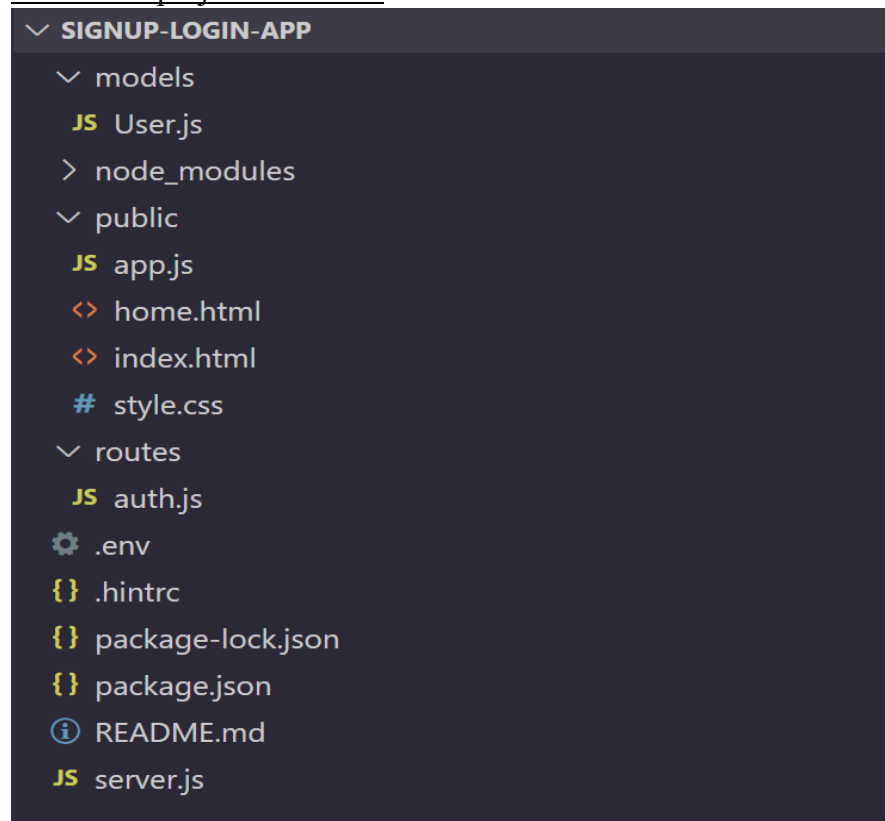 SIGNUP-LOGIN-APP
models
JS User.js
node_modules
public
JS app.js
<> home.html
<> index.html
# style.css
routes
JS auth.js
.env
{} .hintrc
{} package-lock.json
{} package.json
README.md
JS server.js